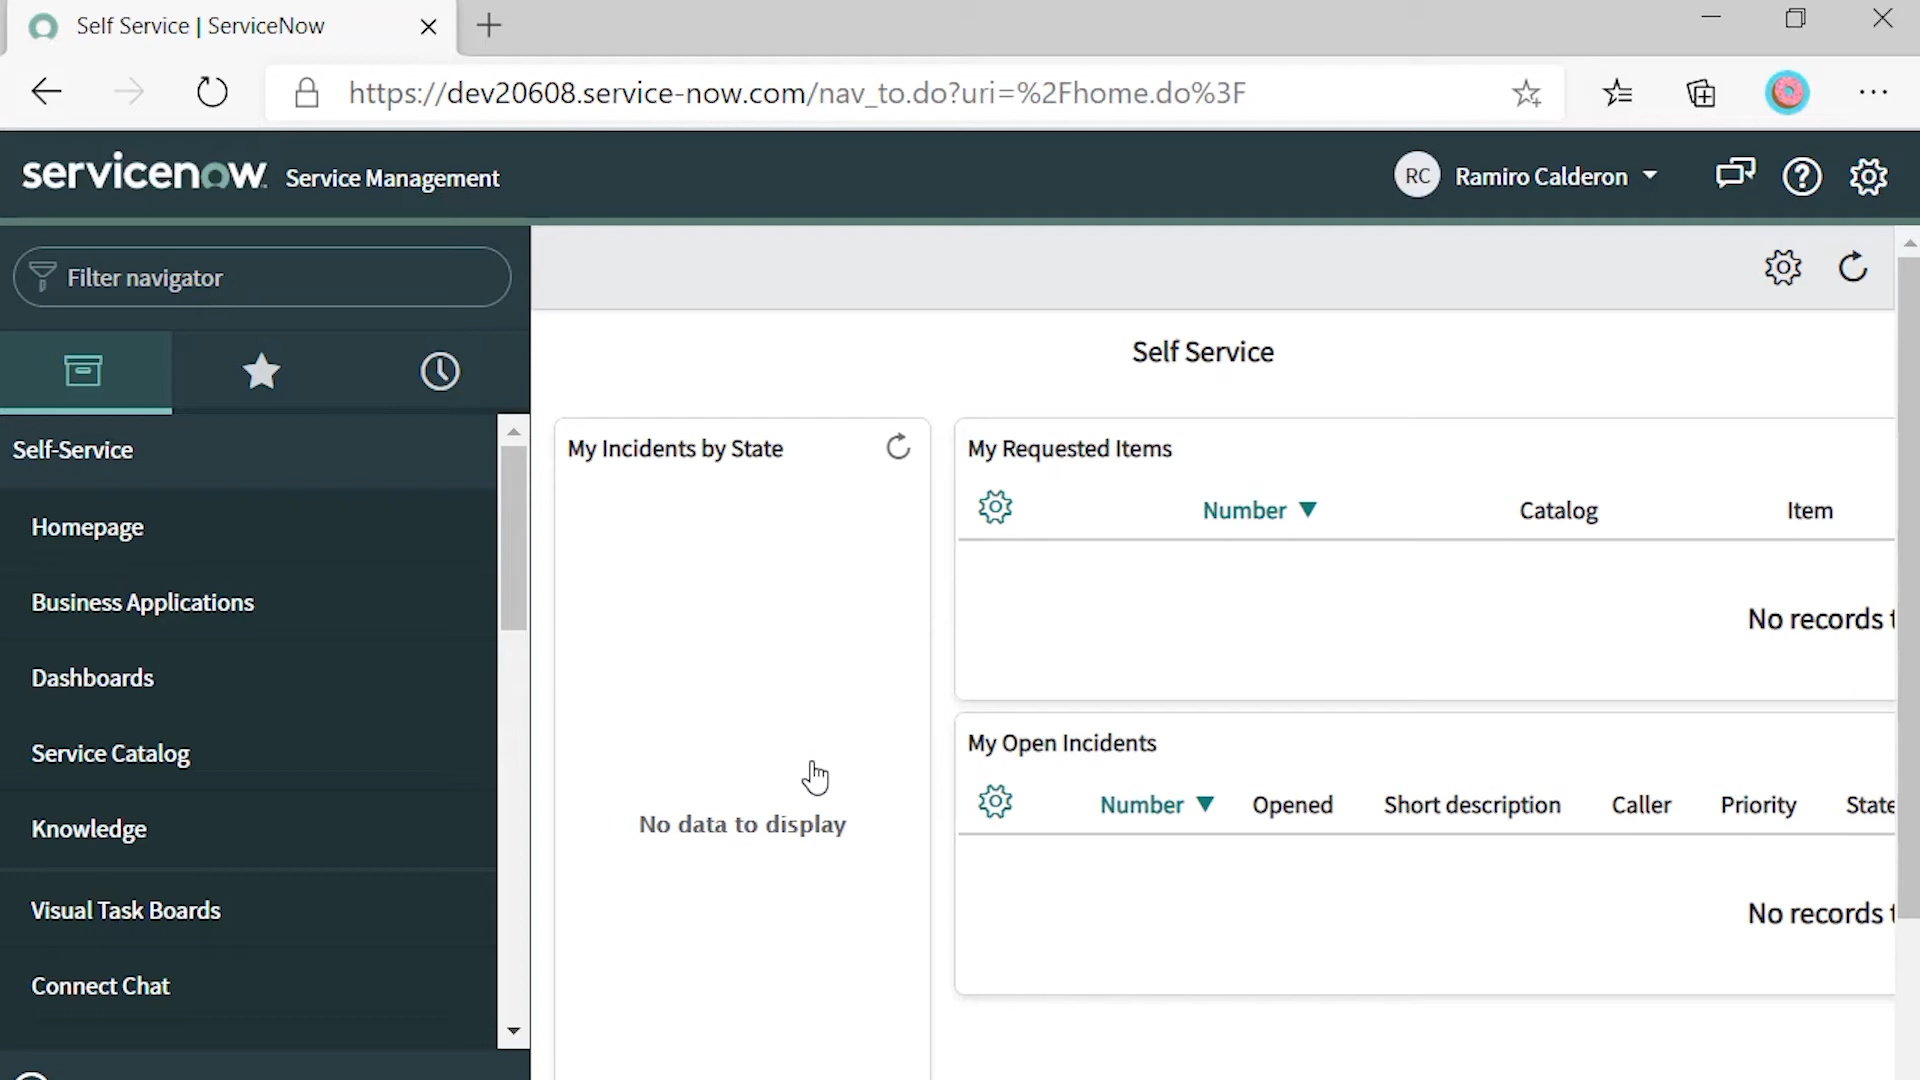 Self Service | ServiceNow
https://dev20608.service-now.com/nav_to.do?uri=%2Fhome.do%3F
servicenow Service Management
RC Ramiro Calderon
Filter navigator
Self Service
Self-Service
Homepage
Business Applications
Dashboards
Service Catalog
Knowledge
Visual Task Boards
Connect Chat
My Incidents by State
No data to display
My Requested Items
Number Catalog Item
No records t
My Open Incidents
Number Opened Short description Caller Priority State
No records t